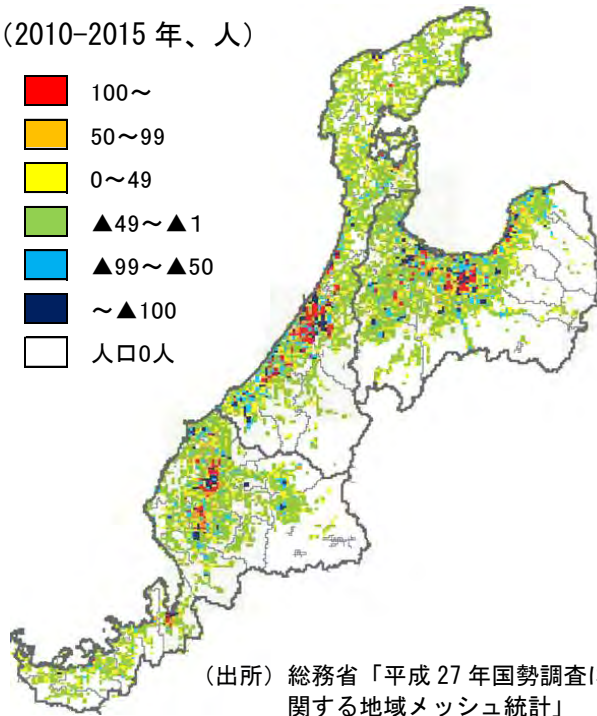 (2010-2015 年、人)
100~
50~99
0~49
▲49~▲1
▲99~▲50
~▲100
人口0人
(出所) 総務省「平成 27 年国勢調査に
関する地域メッシュ統計」